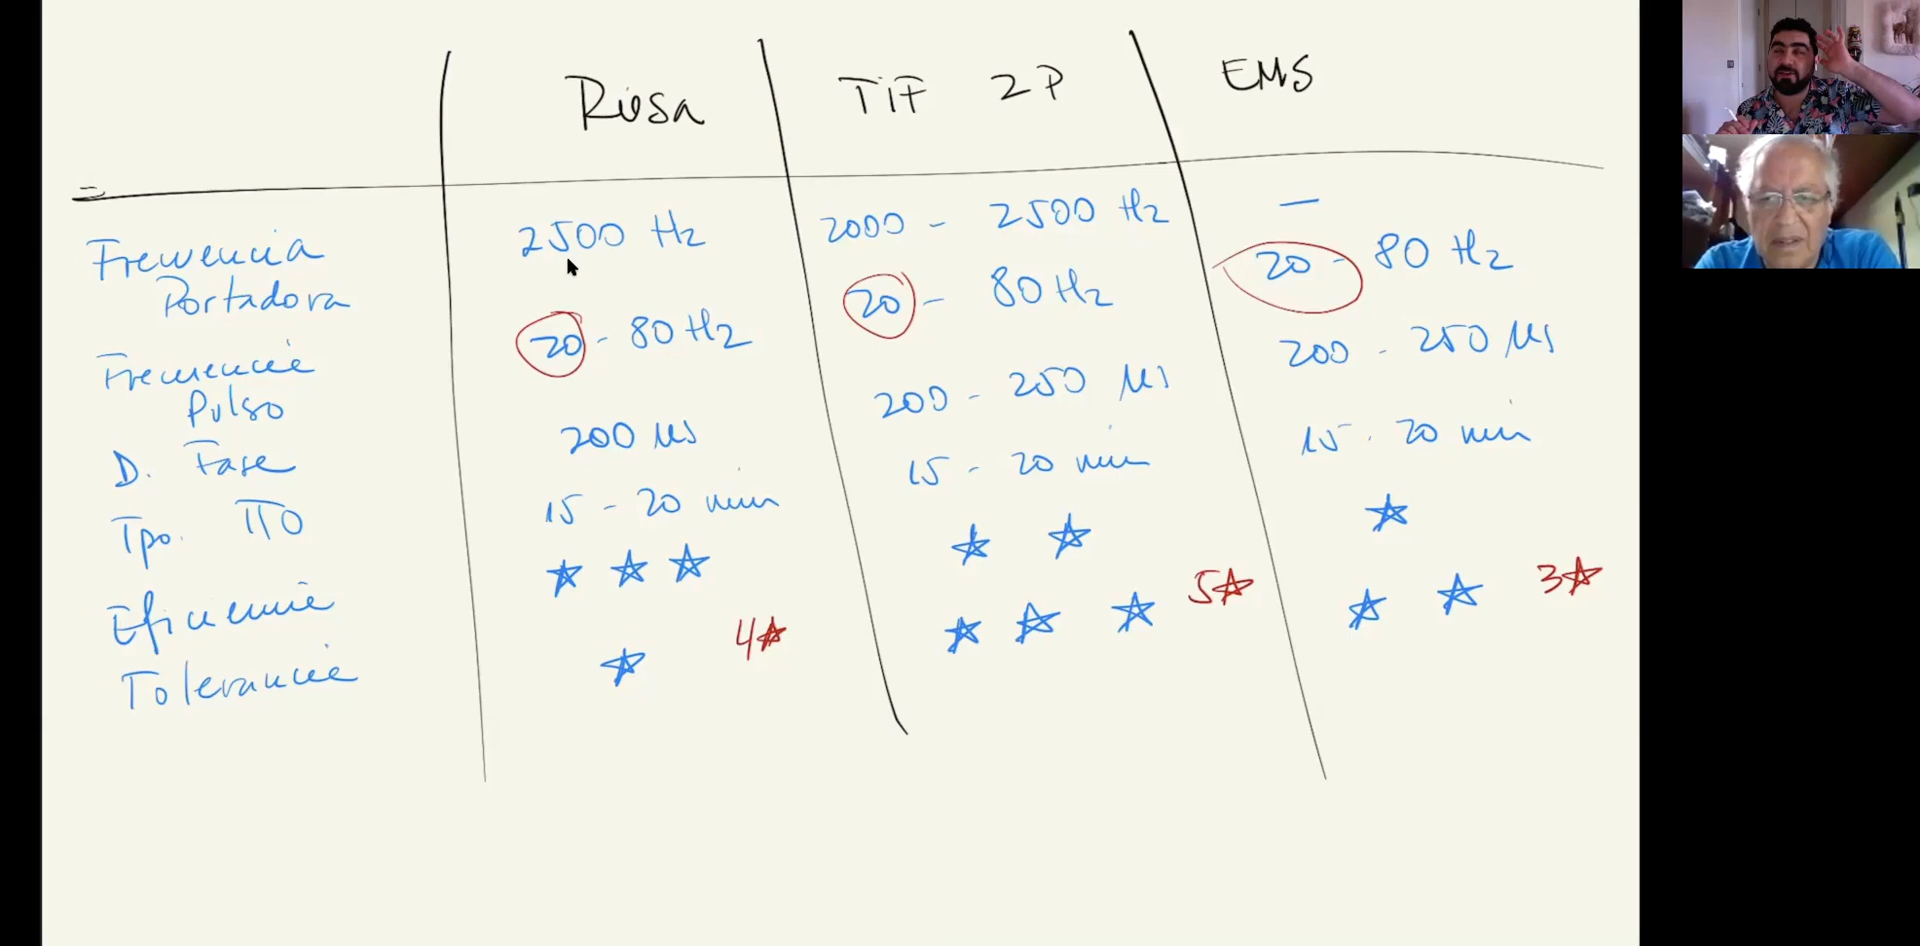 Rusa TIF 2P EMS
Frecuencia Portadora 2500 Hz 2000 - 2500 Hz —
Frecuencia Pulso 20 - 80 Hz 20 - 80 Hz 20 - 80 Hz
D. Fase 200 µs 200 - 250 µs 200 - 250 µs
Tpo. TTO 15 - 20 min 15 - 20 min 15 - 20 min
Eficiencia ☆ ☆ ☆ ☆ ☆ ☆
Tolerancia ☆ 4☆ ☆ ☆ ☆ 5☆ ☆ ☆ 3☆